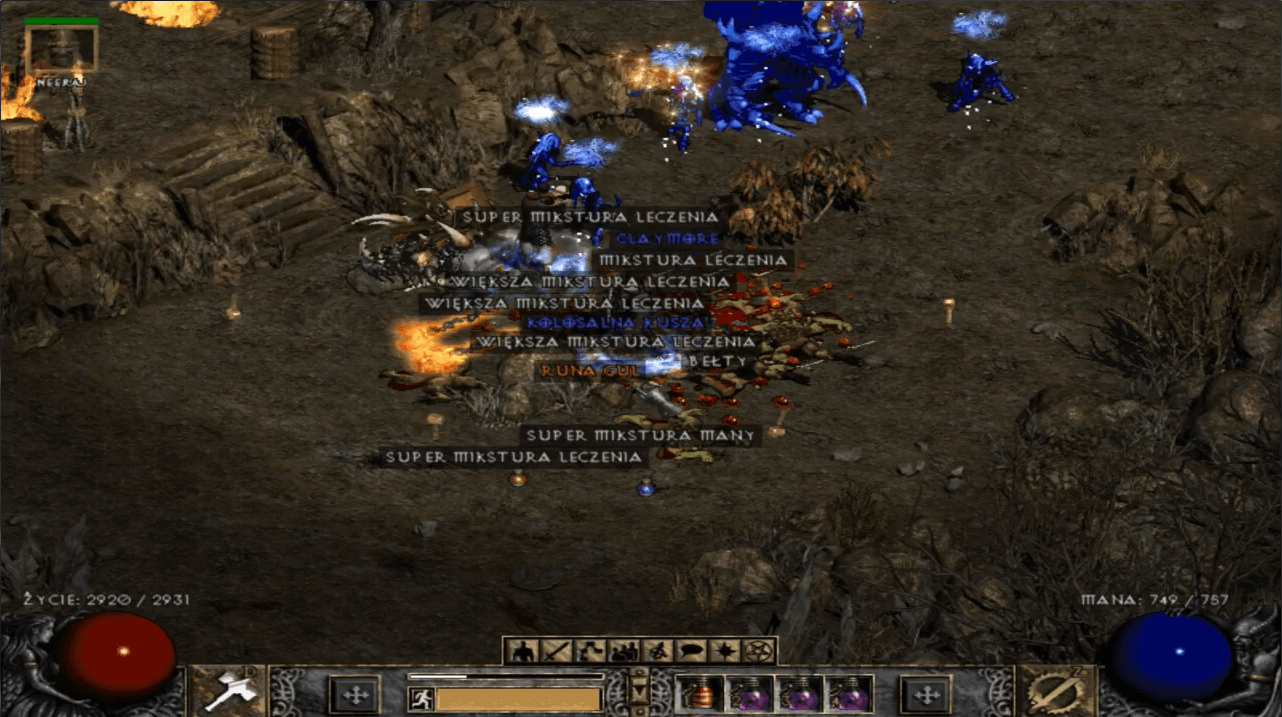 NEERAJ
SUPER MIKSTURA LECZENIA
CLAYMORE
MIKSTURA LECZENIA
WIĘKSZA MIKSTURA LECZENIA
WIĘKSZA MIKSTURA LECZENIA
KOLOSALNA KUSZA
WIĘKSZA MIKSTURA LECZENIA
BEŁTY
RUNA GUL
SUPER MIKSTURA MANY
SUPER MIKSTURA LECZENIA
ŻYCIE: 2920 / 2931
MANA: 749 / 757